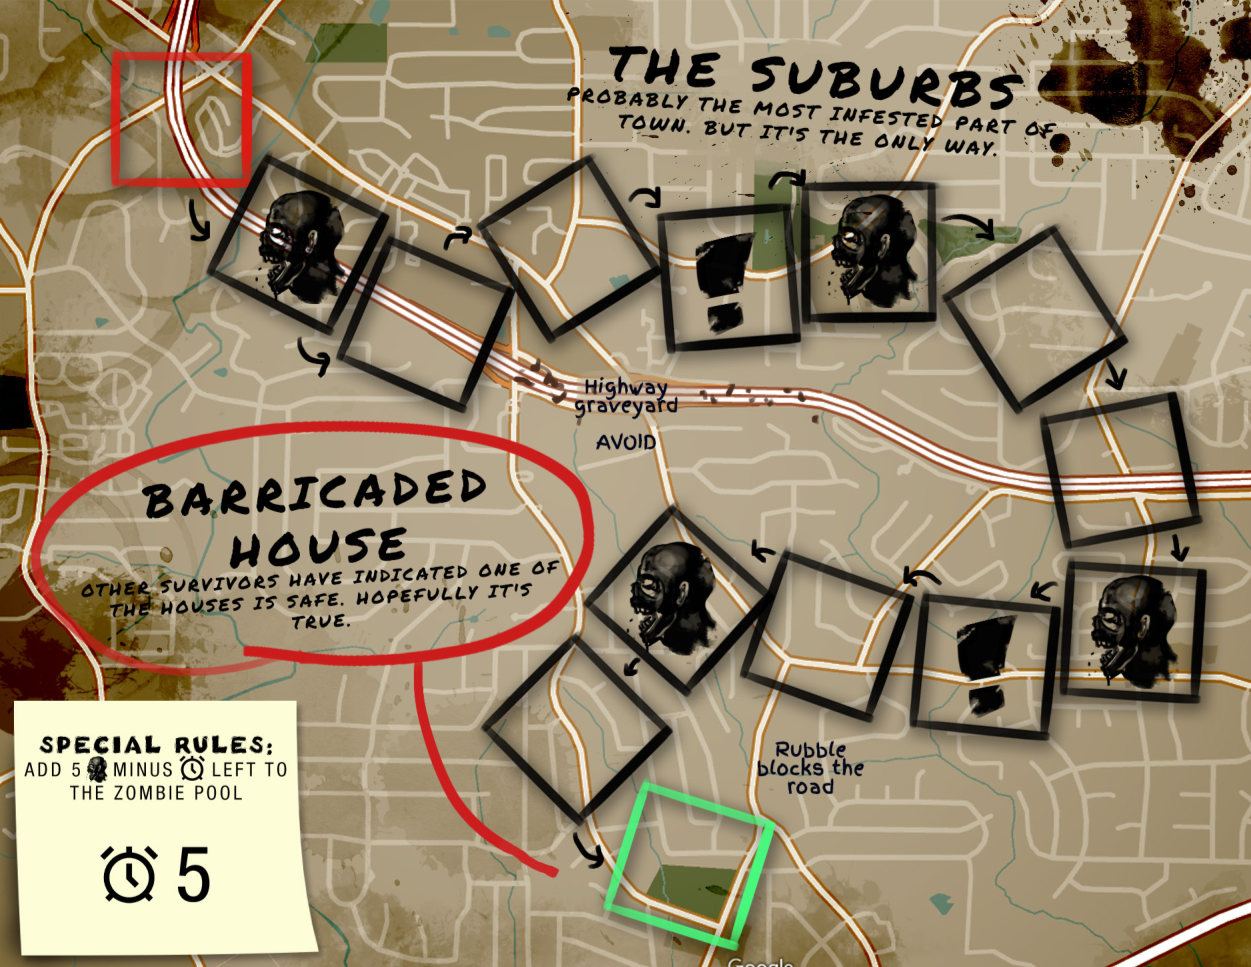 THE SUBURBS
PROBABLY THE MOST INFESTED PART OF
TOWN. BUT IT'S THE ONLY WAY.
Highway
graveyard
AVOID
BARRICADED
HOUSE
OTHER SURVIVORS HAVE INDICATED ONE OF
THE HOUSES IS SAFE. HOPEFULLY IT'S
TRUE.
Rubble
blocks the
road
SPECIAL RULES:
ADD 5 MINUS LEFT TO
THE ZOMBIE POOL
5
Google